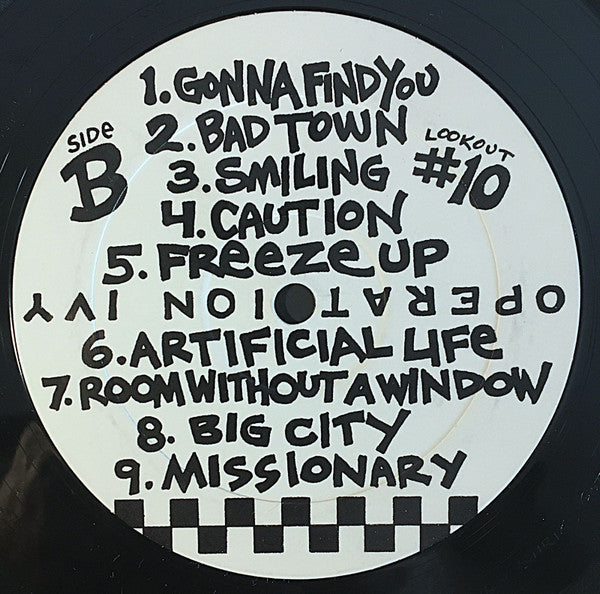 1. GONNA FIND YOU
SIDE
B
2. BAD TOWN
LOOKOUT
#10
3. SMILING
4. CAUTION
5. FREEZE UP
OPERATION IVY
6. ARTIFICIAL LIFE
7. ROOM WITHOUT A WINDOW
8. BIG CITY
9. MISSIONARY